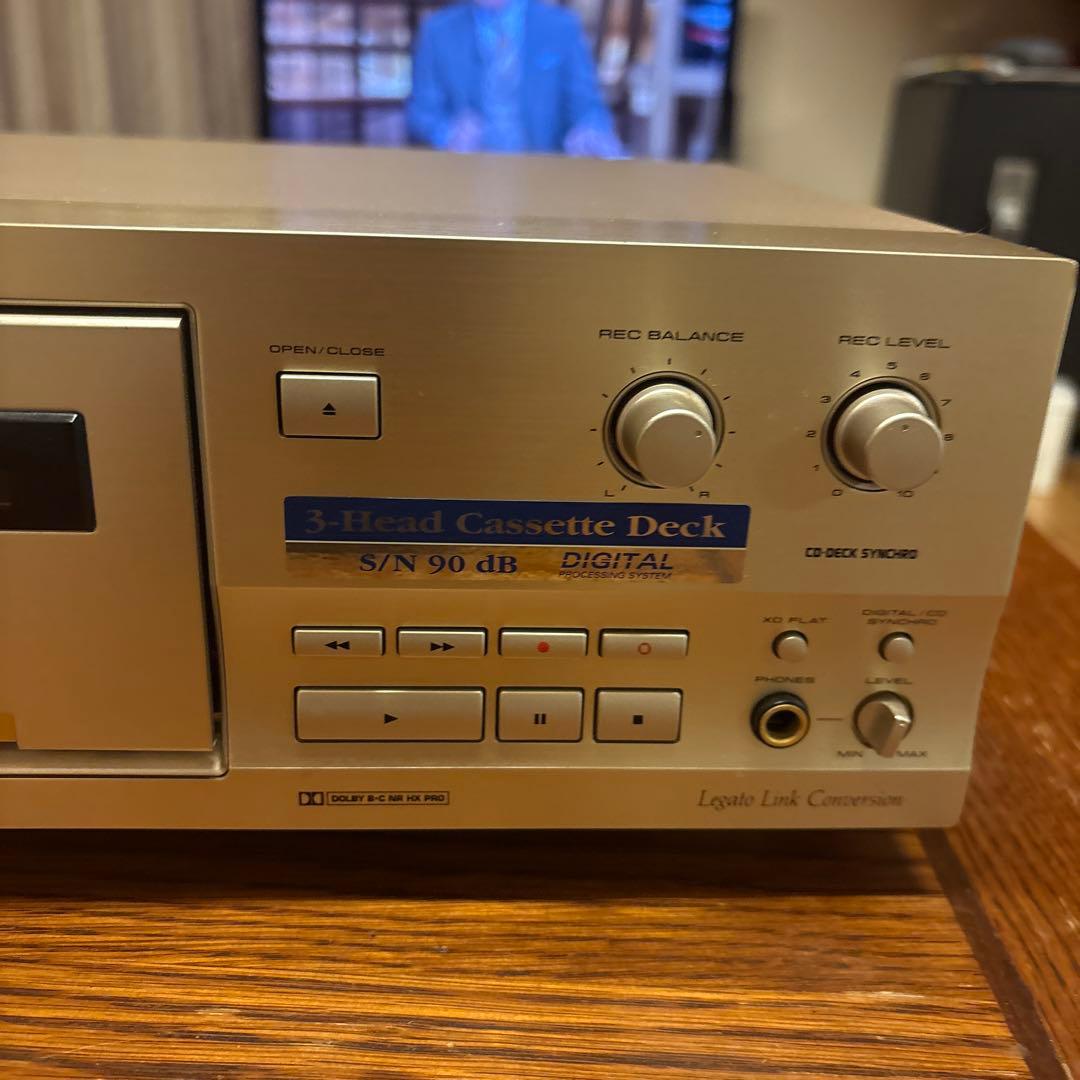 OPEN/CLOSE
REC BALANCE
L R
REC LEVEL
0 1 2 3 4 5 6 7 8 10
3-Head Cassette Deck
S/N 90 dB
DIGITAL
PROCESSING SYSTEM
CD-DECK SYNCHRO
XD FLAT
DIGITAL/CD
SYNCHRO
PHONES
LEVEL
MIN MAX
DOLBY B-C NR HX PRO
Legato Link Conversion